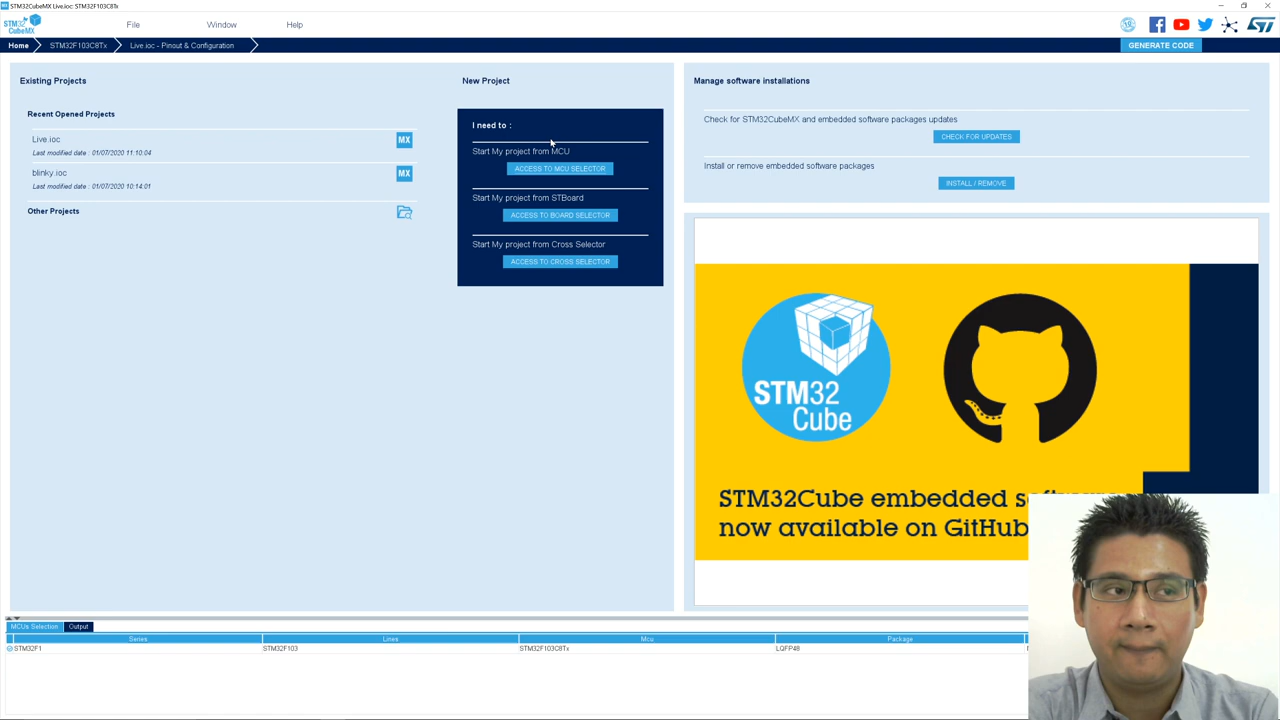 STM32CubeMX Live.ioc: STM32F103C8Tx
STM32
CubeMX
File
Window
Help
Home
STM32F103C8Tx
Live.ioc - Pinout & Configuration
GENERATE CODE
Existing Projects
Recent Opened Projects
Live.ioc
Last modified date : 01/07/2020 11:10:04
MX
blinky.ioc
Last modified date : 01/07/2020 10:14:01
MX
Other Projects
New Project
I need to :
Start My project from MCU
ACCESS TO MCU SELECTOR
Start My project from STBoard
ACCESS TO BOARD SELECTOR
Start My project from Cross Selector
ACCESS TO CROSS SELECTOR
Manage software installations
Check for STM32CubeMX and embedded software packages updates
CHECK FOR UPDATES
Install or remove embedded software packages
INSTALL / REMOVE
STM32
Cube
STM32Cube embedded
now available on GitHub
MCUs Selection
Output
Series
Lines
Mcu
Package
STM32F1
STM32F103
STM32F103C8Tx
LQFP48